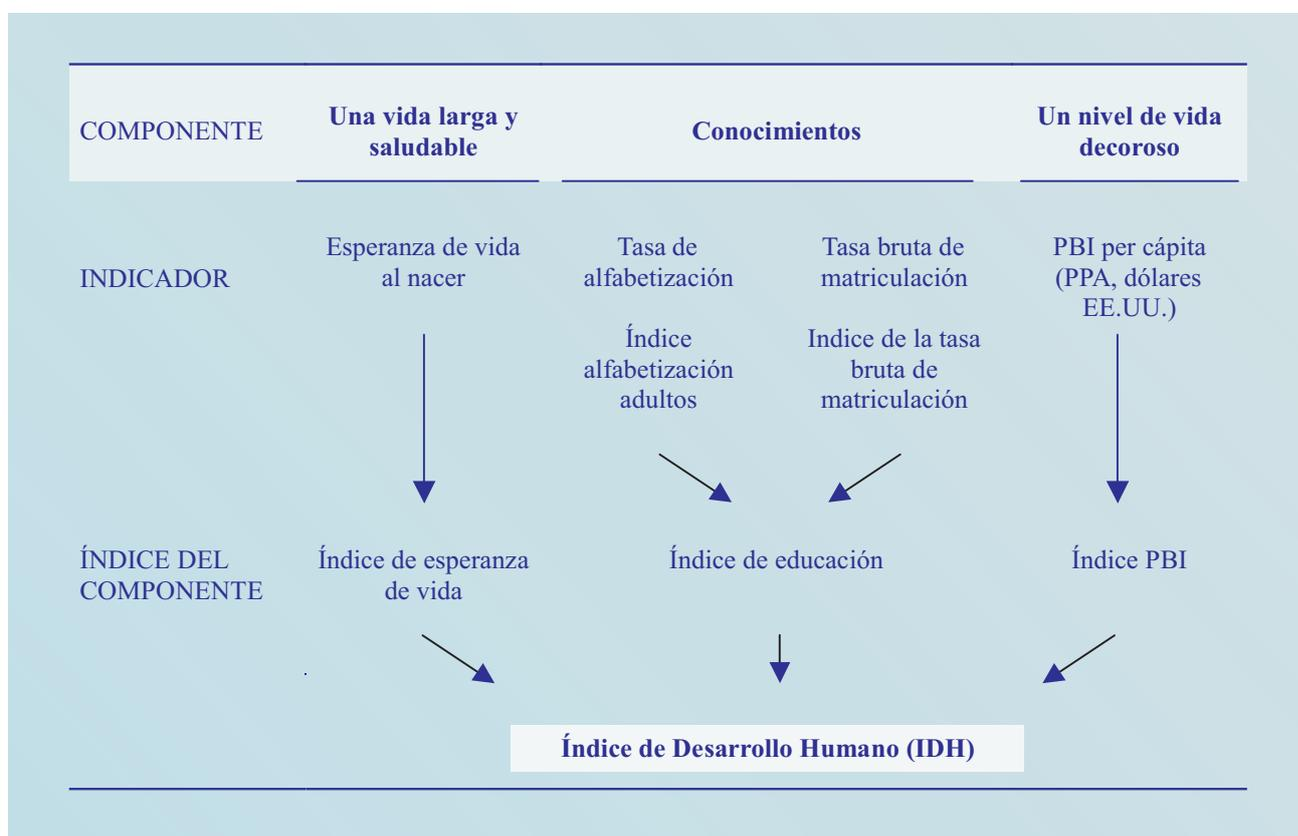 COMPONENTE
Una vida larga y
saludable
Conocimientos
Un nivel de vida
decoroso
INDICADOR
Esperanza de vida
al nacer
Tasa de
alfabetización
Tasa bruta de
matriculación
PBI per cápita
(PPA, dólares
EE.UU.)
Índice
alfabetización
adultos
Indice de la tasa
bruta de
matriculación
ÍNDICE DEL
COMPONENTE
Índice de esperanza
de vida
Índice de educación
Índice PBI
Índice de Desarrollo Humano (IDH)